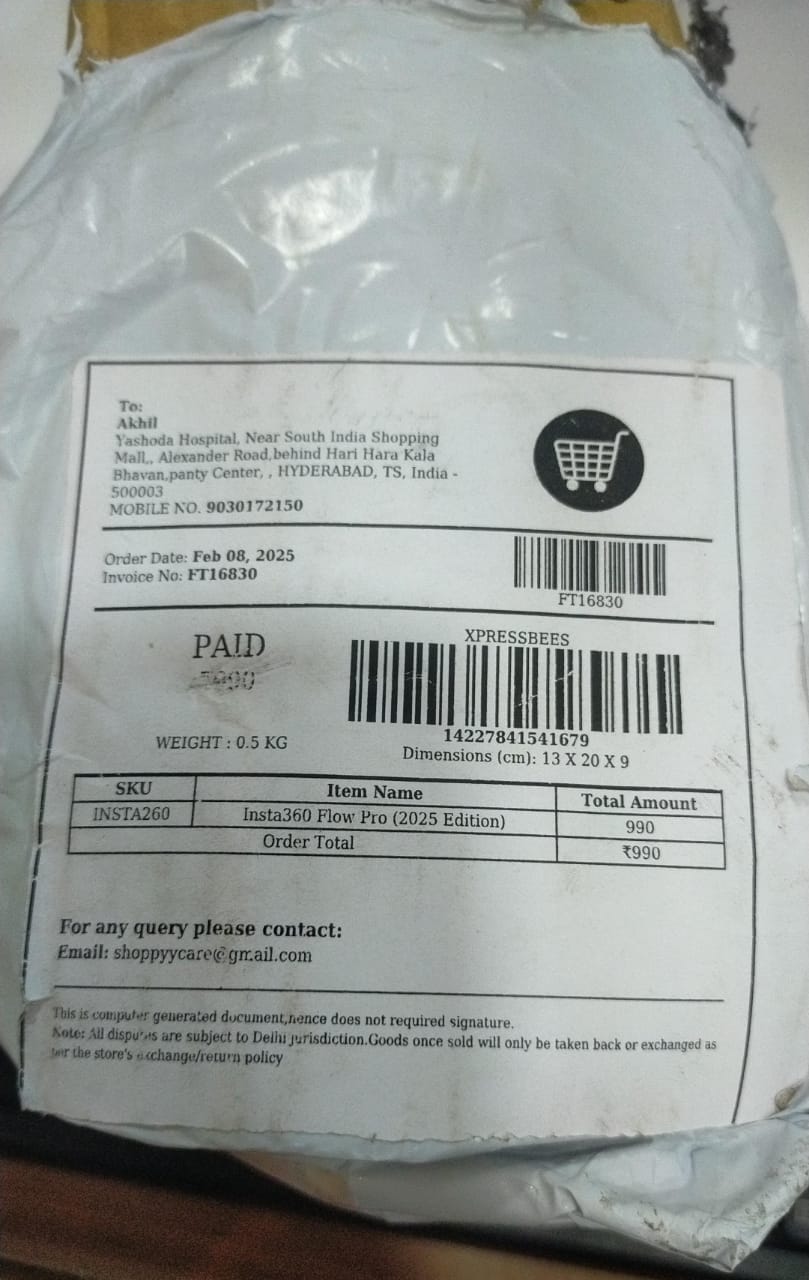 To:
Akhil
Yashoda Hospital, Near South India Shopping
Mall,, Alexander Road,behind Hari Hara Kala
Bhavan,panty Center, , HYDERABAD, TS, India -
500003
MOBILE NO. 9030172150
Order Date: Feb 08, 2025
Invoice No: FT16830
FT16830
PAID
XPRESSBEES
14227841541679
WEIGHT : 0.5 KG
Dimensions (cm): 13 X 20 X 9
SKU Item Name Total Amount
INSTA260 Insta360 Flow Pro (2025 Edition) 990
Order Total ₹990
For any query please contact:
Email: shoppyycare@gmail.com
This is computer generated document,hence does not required signature.
Note: All disputes are subject to Delhi jurisdiction.Goods once sold will only be taken back or exchanged as
per the store's exchange/return policy